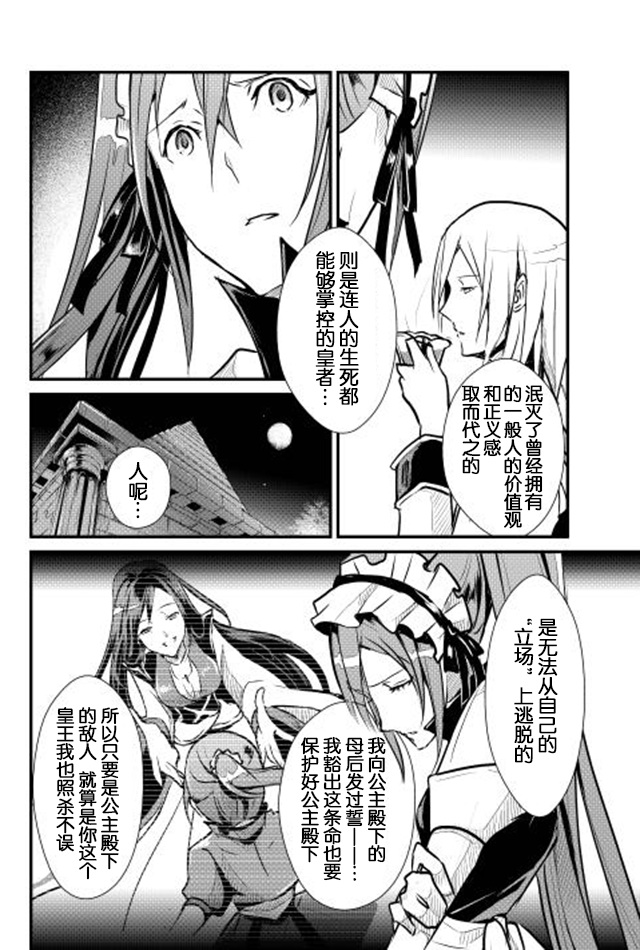 泯灭了曾经拥有
的一般人的价值观
和正义感
取而代之的
则是连人的生死都
能够掌控的皇者…
人呢…
是无法从自己的
“立场”上逃脱的
我向公主殿下的
母后发过誓——…
我豁出这条命也要
保护好公主殿下
所以只要是公主殿下
的敌人 就算是你这个
皇王我也照杀不误